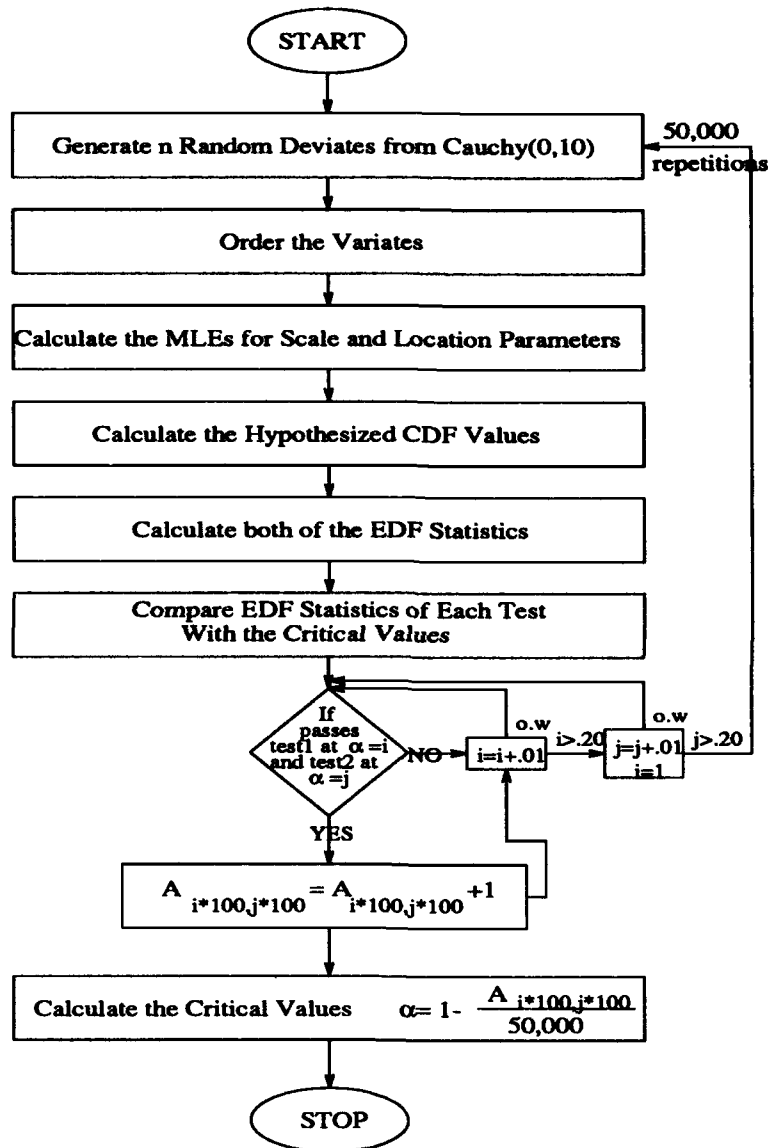 START
Generate n Random Deviates from Cauchy(0,10)
50,000
repetitions
Order the Variates
Calculate the MLEs for Scale and Location Parameters
Calculate the Hypothesized CDF Values
Calculate both of the EDF Statistics
Compare EDF Statistics of Each Test
With the Critical Values
If
passes
test1 at α =i
and test2 at
α =j
NO
i=i+.01
o.w
i>.20
j=j+.01
i=1
o.w
j>.20
YES
A i*100,j*100 = A i*100,j*100 +1
Calculate the Critical Values α= 1- A i*100,j*100
50,000
STOP